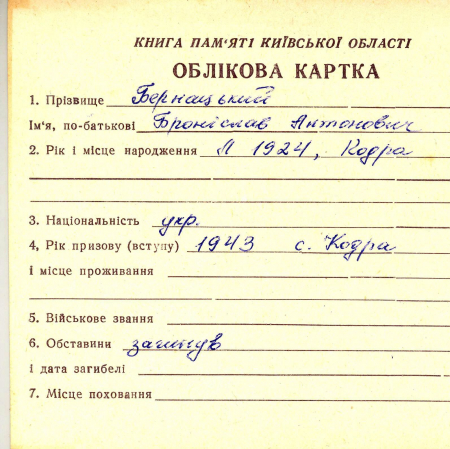 КНИГА ПАМ'ЯТІ КИЇВСЬКОЇ ОБЛАСТІ
ОБЛІКОВА КАРТКА
1. Прізвище Бернацький
Ім'я, по-батькові Броніслав Антонович
2. Рік і місце народження 1924, Кодра
3. Національність укр.
4, Рік призову (вступу) 1943 с. Кодра
і місце проживання
5. Військове звання
6. Обставини загинув
і дата загибелі
7. Місце поховання